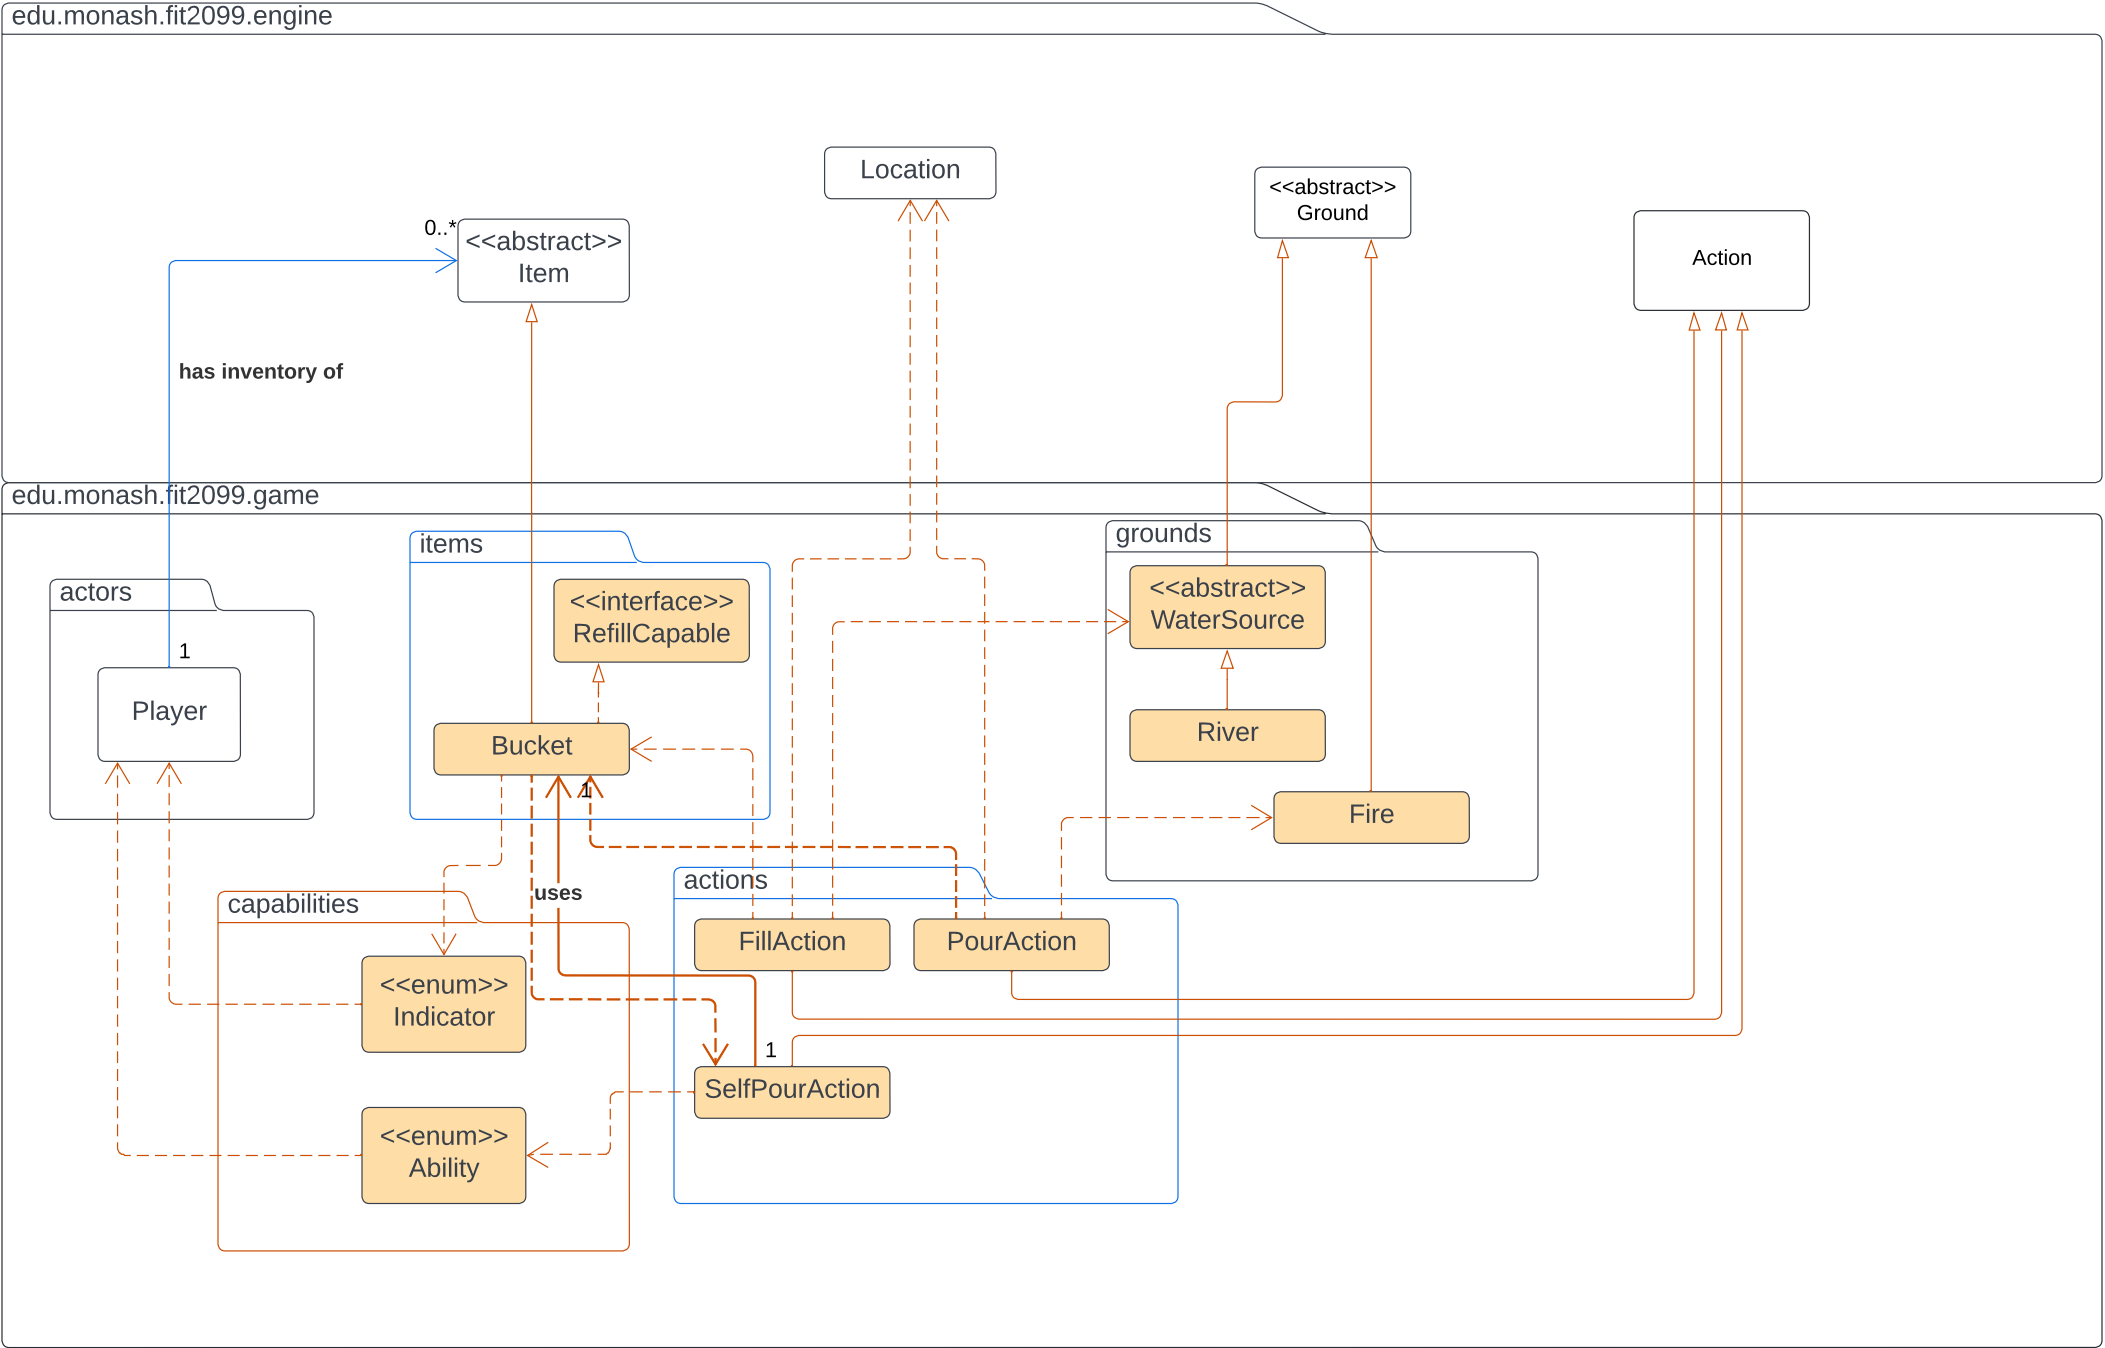 edu.monash.fit2099.engine
Location
<<abstract>>
Ground
0..*
<<abstract>>
Item
Action
has inventory of
edu.monash.fit2099.game
items
grounds
actors
<<interface>>
RefillCapable
<<abstract>>
WaterSource
1
Player
Bucket
River
1
Fire
actions
uses
capabilities
FillAction
PourAction
<<enum>>
Indicator
1
SelfPourAction
<<enum>>
Ability